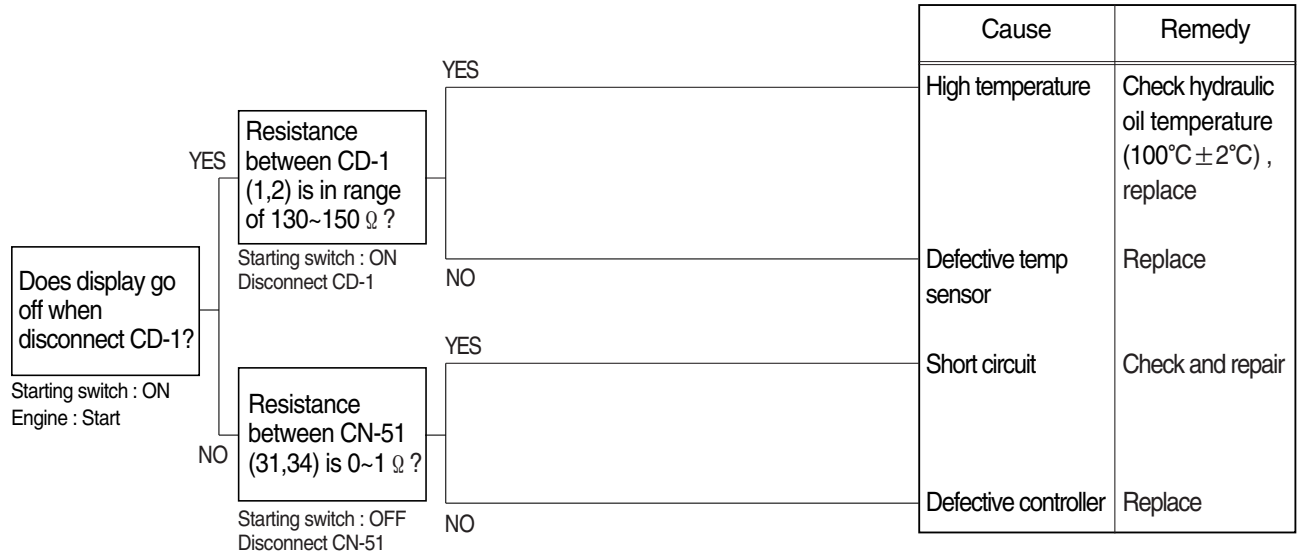 Does display go
off when
disconnect CD-1?
Starting switch : ON
Engine : Start
YES
Resistance
between CD-1
(1,2) is in range
of 130~150 Ω ?
Starting switch : ON
Disconnect CD-1
NO
Resistance
between CN-51
(31,34) is 0~1 Ω ?
Starting switch : OFF
Disconnect CN-51
YES
NO
YES
NO
Cause Remedy
High temperature Check hydraulic
oil temperature
(100°C±2°C) ,
replace
Defective temp Replace
sensor
Short circuit Check and repair
Defective controller Replace